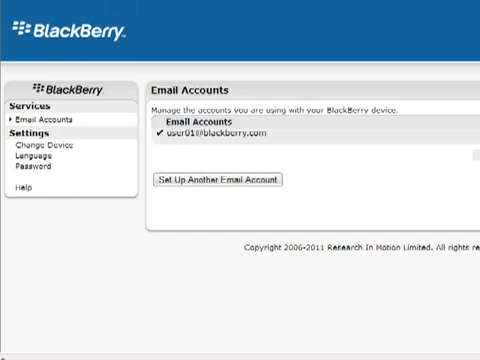 BlackBerry
BlackBerry
Services
Email Accounts
Settings
Change Device
Language
Password
Help
Email Accounts
Manage the accounts you are using with your BlackBerry device.
Email Accounts
user01@blackberry.com
Set Up Another Email Account
Copyright 2006-2011 Research In Motion Limited. All rights re